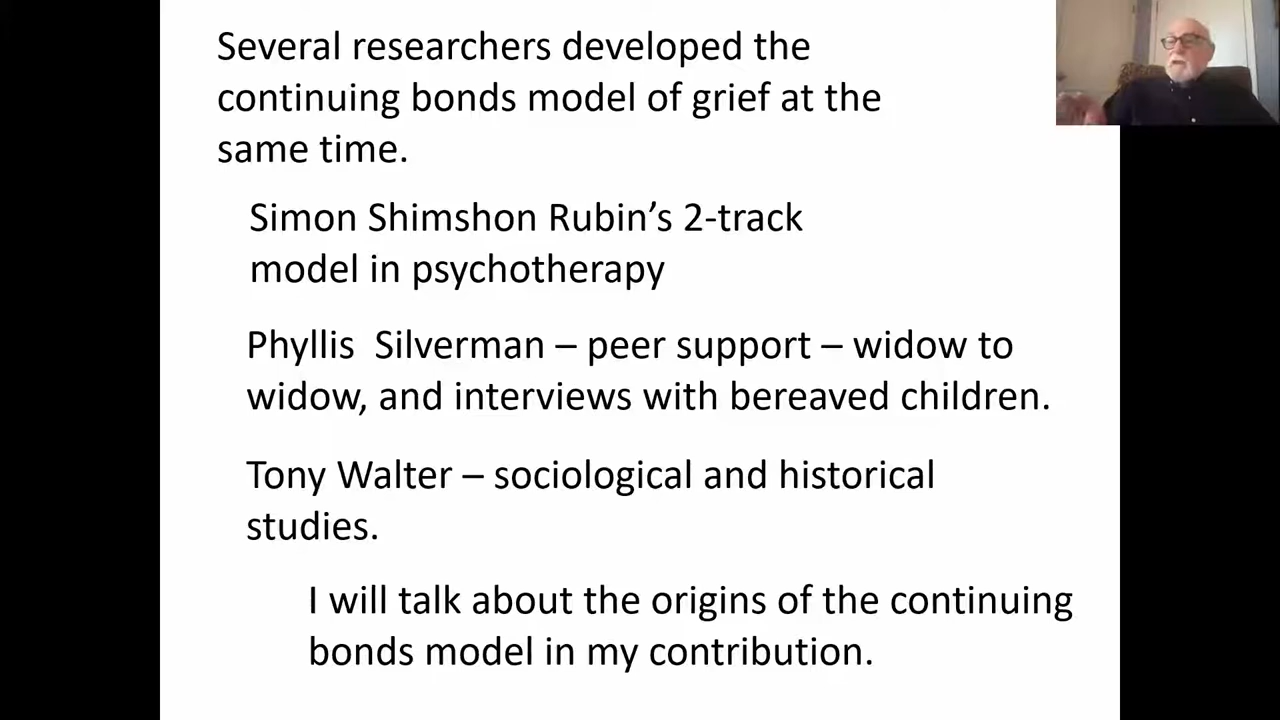 Several researchers developed the
continuing bonds model of grief at the
same time.
Simon Shimshon Rubin’s 2-track
model in psychotherapy
Phyllis  Silverman – peer support – widow to
widow, and interviews with bereaved children.
Tony Walter – sociological and historical
studies.
I will talk about the origins of the continuing
bonds model in my contribution.